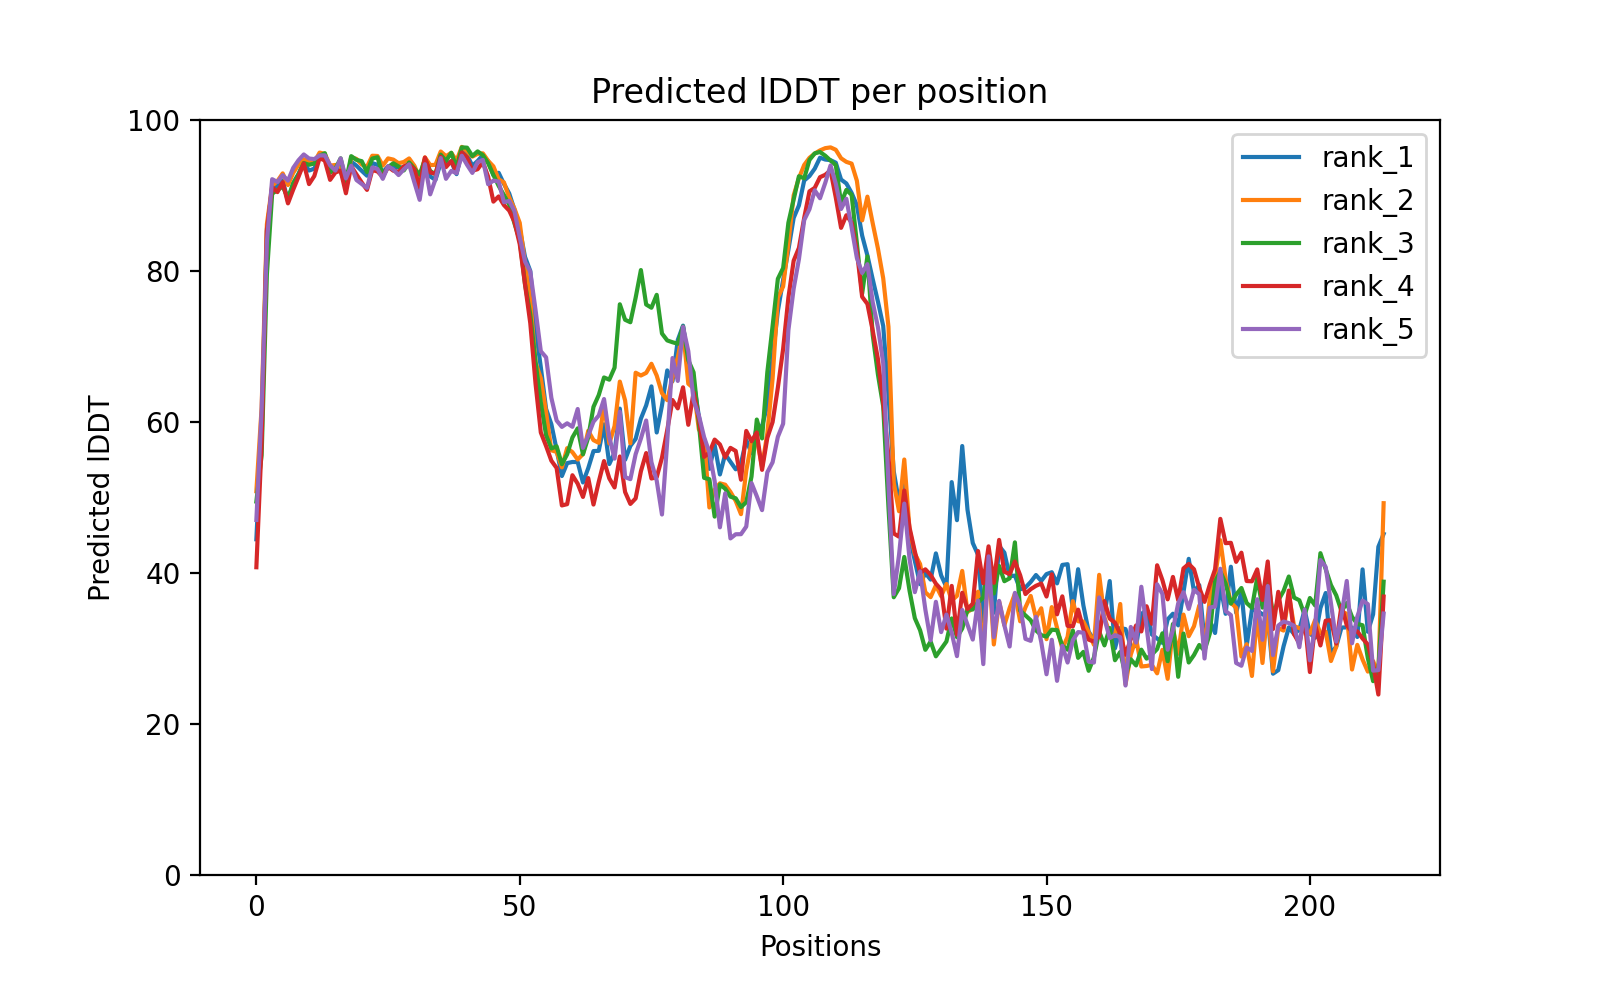 Predicted lDDT per position
100
80
60
40
20
0
Predicted lDDT
0 50 100 150 200
Positions
rank_1
rank_2
rank_3
rank_4
rank_5